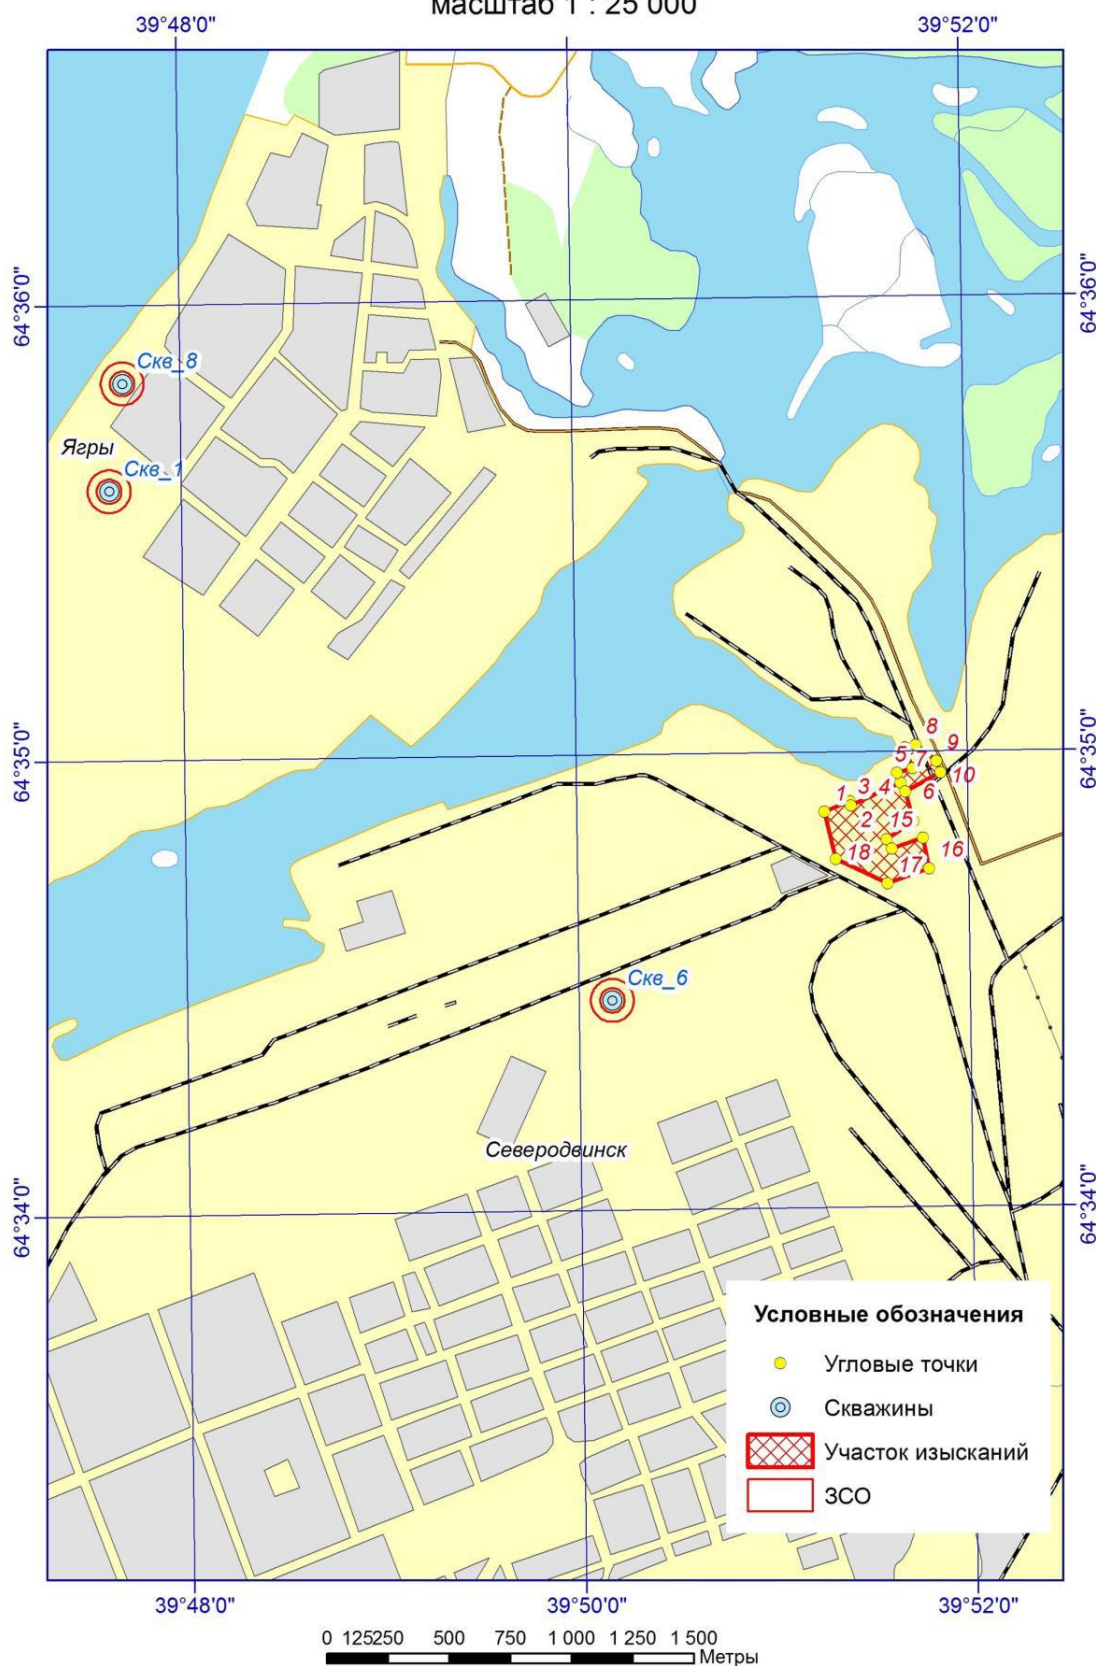 масштаб 1 : 25 000
39°48'0"
39°52'0"
64°36'0"
64°36'0"
Скв_8
Ягры
Скв_1
8
9
5
7
10
64°35'0"
64°35'0"
1
3
4
6
2
15
16
18
17
Скв_6
Северодвинск
64°34'0"
64°34'0"
Условные обозначения
Угловые точки
Скважины
Участок изысканий
ЗСО
39°48'0"
39°50'0"
39°52'0"
0 125250 500 750 1 000 1 250 1 500
Метры